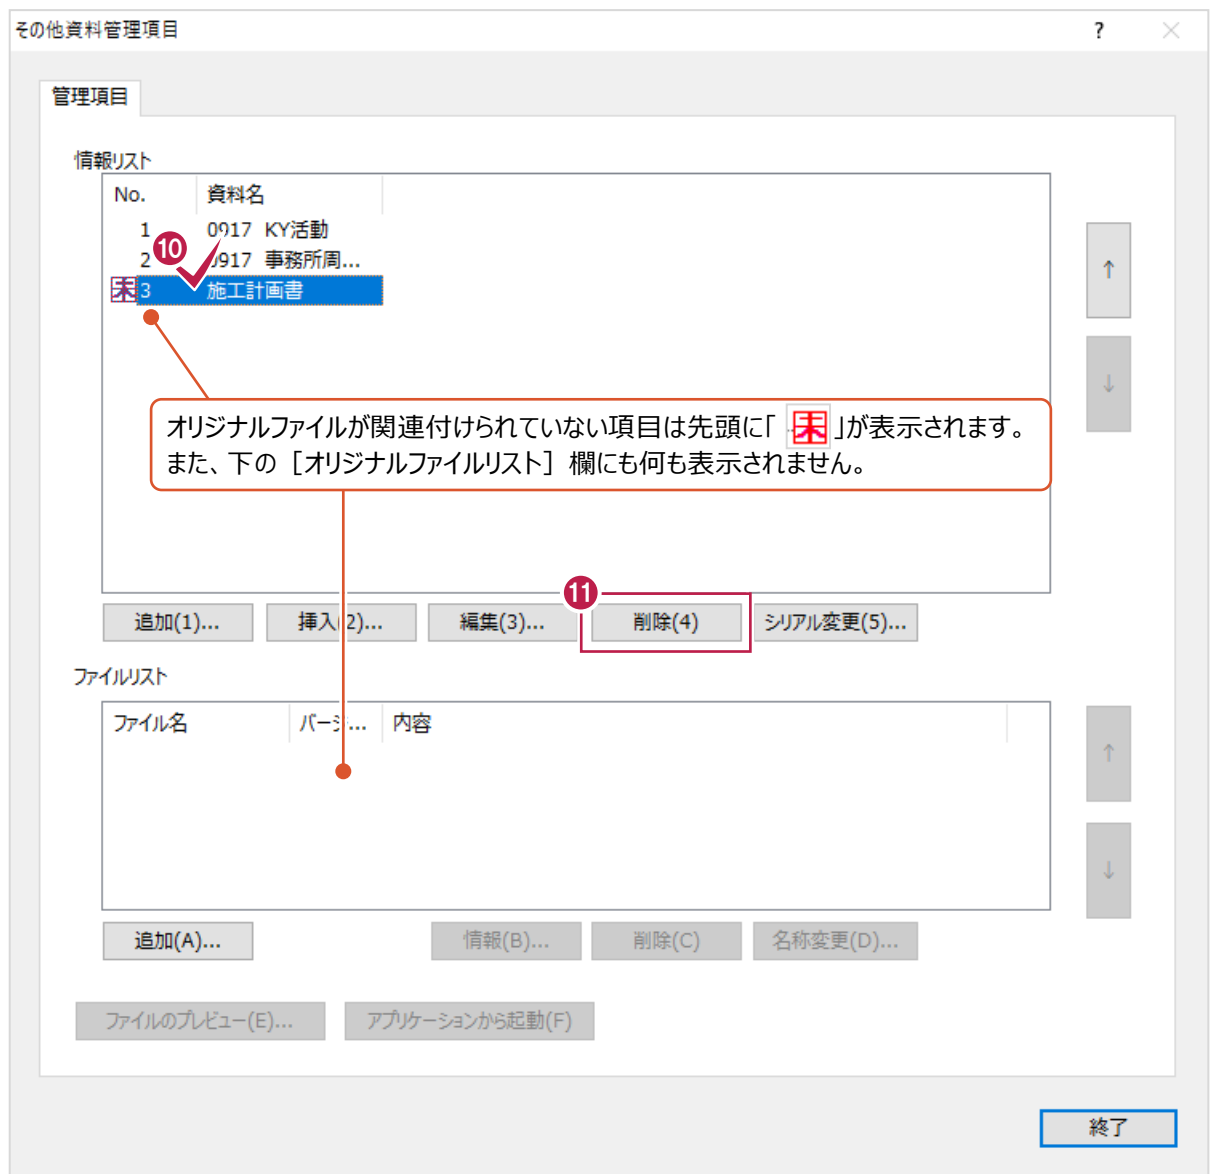 その他資料管理項目 ?
管理項目
情報リスト
No. 資料名
1 0917 KY活動
10
2 0917 事務所周...
未 3 施工計画書
↑
↓
オリジナルファイルが関連付けられていない項目は先頭に「 未 」が表示されます。
また、下の［オリジナルファイルリスト］欄にも何も表示されません。
11
追加(1)... 挿入(2)... 編集(3)... 削除(4) シリアル変更(5)...
ファイルリスト
ファイル名 バージ... 内容
↑
↓
追加(A)... 情報(B)... 削除(C) 名称変更(D)...
ファイルのプレビュー(E)... アプリケーションから起動(F)
終了